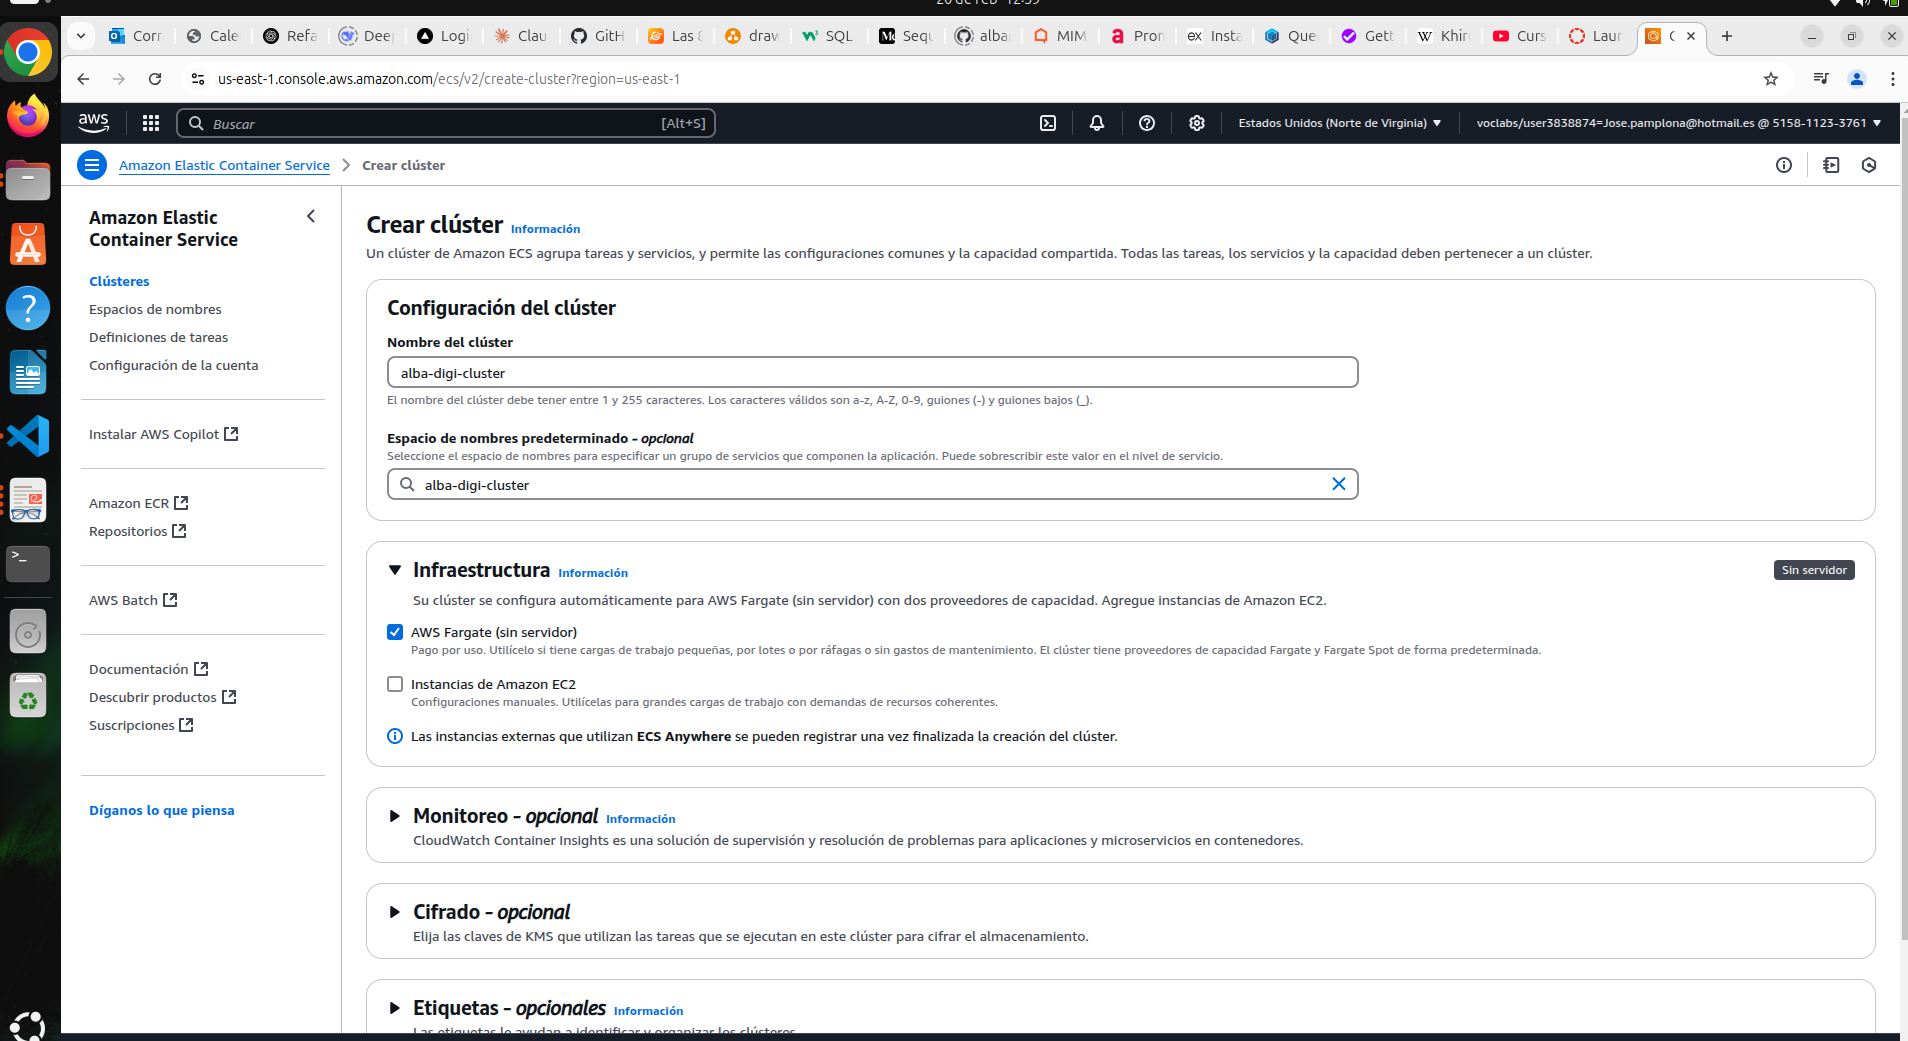 Corr
Cale
Refa
Deep
Logi
Clau
GitH
Las 8
draw
SQL
Sequ
alba
MIM
Pron
Insta
Que
Gett
Khir
Curs
Laun
us-east-1.console.aws.amazon.com/ecs/v2/create-cluster?region=us-east-1
aws
Buscar
[Alt+S]
Estados Unidos (Norte de Virginia)
voclabs/user3838874=Jose.pamplona@hotmail.es @ 5158-1123-3761
Amazon Elastic Container Service
Crear clúster
Amazon Elastic
Container Service
Clústeres
Espacios de nombres
Definiciones de tareas
Configuración de la cuenta
Instalar AWS Copilot
Amazon ECR
Repositorios
AWS Batch
Documentación
Descubrir productos
Suscripciones
Díganos lo que piensa
Crear clúster Información
Un clúster de Amazon ECS agrupa tareas y servicios, y permite las configuraciones comunes y la capacidad compartida. Todas las tareas, los servicios y la capacidad deben pertenecer a un clúster.
Configuración del clúster
Nombre del clúster
alba-digi-cluster
El nombre del clúster debe tener entre 1 y 255 caracteres. Los caracteres válidos son a-z, A-Z, 0-9, guiones (-) y guiones bajos (_).
Espacio de nombres predeterminado - opcional
Seleccione el espacio de nombres para especificar un grupo de servicios que componen la aplicación. Puede sobrescribir este valor en el nivel de servicio.
alba-digi-cluster
Infraestructura Información
Sin servidor
Su clúster se configura automáticamente para AWS Fargate (sin servidor) con dos proveedores de capacidad. Agregue instancias de Amazon EC2.
AWS Fargate (sin servidor)
Pago por uso. Utilícelo si tiene cargas de trabajo pequeñas, por lotes o por ráfagas o sin gastos de mantenimiento. El clúster tiene proveedores de capacidad Fargate y Fargate Spot de forma predeterminada.
Instancias de Amazon EC2
Configuraciones manuales. Utilícelas para grandes cargas de trabajo con demandas de recursos coherentes.
Las instancias externas que utilizan ECS Anywhere se pueden registrar una vez finalizada la creación del clúster.
Monitoreo - opcional Información
CloudWatch Container Insights es una solución de supervisión y resolución de problemas para aplicaciones y microservicios en contenedores.
Cifrado - opcional
Elija las claves de KMS que utilizan las tareas que se ejecutan en este clúster para cifrar el almacenamiento.
Etiquetas - opcionales Información
Las etiquetas le ayudan a identificar y organizar los clústeres.